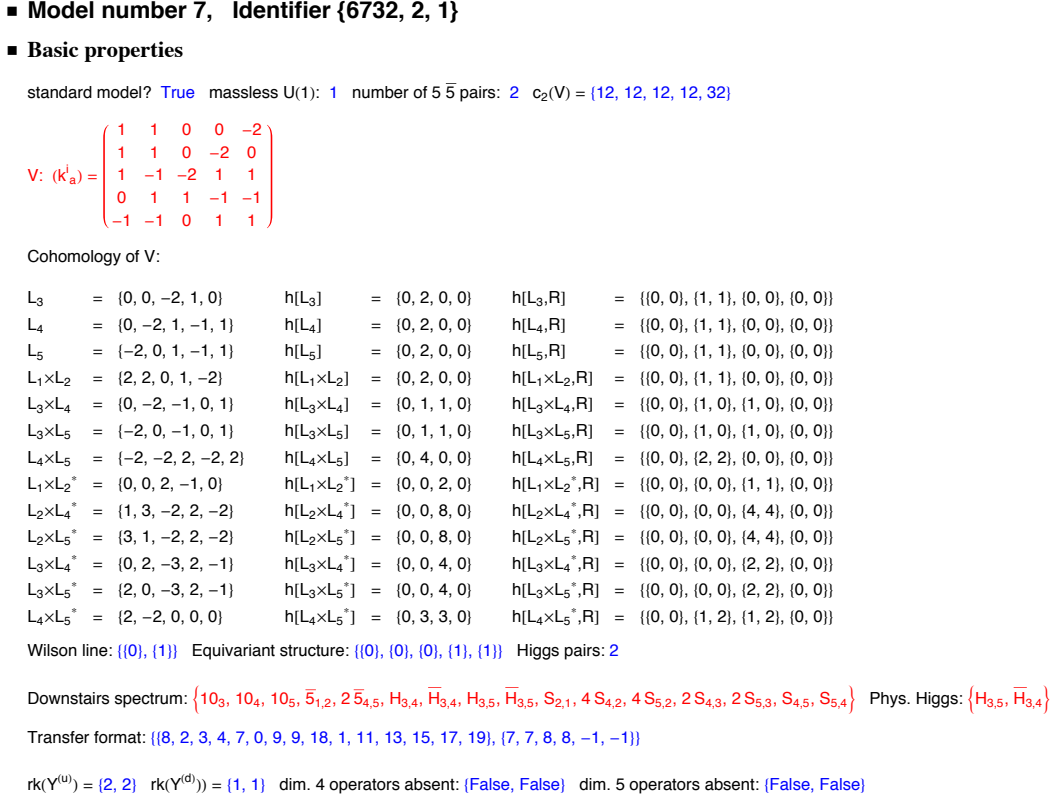 ▪ Model number 7, Identifier {6732, 2, 1}
▪ Basic properties
standard model? True massless U(1): 1 number of 5 5̅ pairs: 2 c₂(V) = {12, 12, 12, 12, 32}
V: (kⁱₐ) =
1 1 0 0 −2
1 1 0 −2 0
1 −1 −2 1 1
0 1 1 −1 −1
−1 −1 0 1 1
Cohomology of V:
L₃ = {0, 0, −2, 1, 0} h[L₃] = {0, 2, 0, 0} h[L₃,R] = {{0, 0}, {1, 1}, {0, 0}, {0, 0}}
L₄ = {0, −2, 1, −1, 1} h[L₄] = {0, 2, 0, 0} h[L₄,R] = {{0, 0}, {1, 1}, {0, 0}, {0, 0}}
L₅ = {−2, 0, 1, −1, 1} h[L₅] = {0, 2, 0, 0} h[L₅,R] = {{0, 0}, {1, 1}, {0, 0}, {0, 0}}
L₁×L₂ = {2, 2, 0, 1, −2} h[L₁×L₂] = {0, 2, 0, 0} h[L₁×L₂,R] = {{0, 0}, {1, 1}, {0, 0}, {0, 0}}
L₃×L₄ = {0, −2, −1, 0, 1} h[L₃×L₄] = {0, 1, 1, 0} h[L₃×L₄,R] = {{0, 0}, {1, 0}, {1, 0}, {0, 0}}
L₃×L₅ = {−2, 0, −1, 0, 1} h[L₃×L₅] = {0, 1, 1, 0} h[L₃×L₅,R] = {{0, 0}, {1, 0}, {1, 0}, {0, 0}}
L₄×L₅ = {−2, −2, 2, −2, 2} h[L₄×L₅] = {0, 4, 0, 0} h[L₄×L₅,R] = {{0, 0}, {2, 2}, {0, 0}, {0, 0}}
L₁×L₂* = {0, 0, 2, −1, 0} h[L₁×L₂*] = {0, 0, 2, 0} h[L₁×L₂*,R] = {{0, 0}, {0, 0}, {1, 1}, {0, 0}}
L₂×L₄* = {1, 3, −2, 2, −2} h[L₂×L₄*] = {0, 0, 8, 0} h[L₂×L₄*,R] = {{0, 0}, {0, 0}, {4, 4}, {0, 0}}
L₂×L₅* = {3, 1, −2, 2, −2} h[L₂×L₅*] = {0, 0, 8, 0} h[L₂×L₅*,R] = {{0, 0}, {0, 0}, {4, 4}, {0, 0}}
L₃×L₄* = {0, 2, −3, 2, −1} h[L₃×L₄*] = {0, 0, 4, 0} h[L₃×L₄*,R] = {{0, 0}, {0, 0}, {2, 2}, {0, 0}}
L₃×L₅* = {2, 0, −3, 2, −1} h[L₃×L₅*] = {0, 0, 4, 0} h[L₃×L₅*,R] = {{0, 0}, {0, 0}, {2, 2}, {0, 0}}
L₄×L₅* = {2, −2, 0, 0, 0} h[L₄×L₅*] = {0, 3, 3, 0} h[L₄×L₅*,R] = {{0, 0}, {1, 2}, {1, 2}, {0, 0}}
Wilson line: {{0}, {1}} Equivariant structure: {{0}, {0}, {0}, {1}, {1}} Higgs pairs: 2
Downstairs spectrum: {10₃, 10₄, 10₅, 5̅₁,₂, 2 5̅₄,₅, H₃,₄, H̅₃,₄, H₃,₅, H̅₃,₅, S₂,₁, 4 S₄,₂, 4 S₅,₂, 2 S₄,₃, 2 S₅,₃, S₄,₅, S₅,₄} Phys. Higgs: {H₃,₅, H̅₃,₄}
Transfer format: {{8, 2, 3, 4, 7, 0, 9, 9, 18, 1, 11, 13, 15, 17, 19}, {7, 7, 8, 8, −1, −1}}
rk(Y⁽ᵘ⁾) = {2, 2} rk(Y⁽ᵈ⁾)) = {1, 1} dim. 4 operators absent: {False, False} dim. 5 operators absent: {False, False}